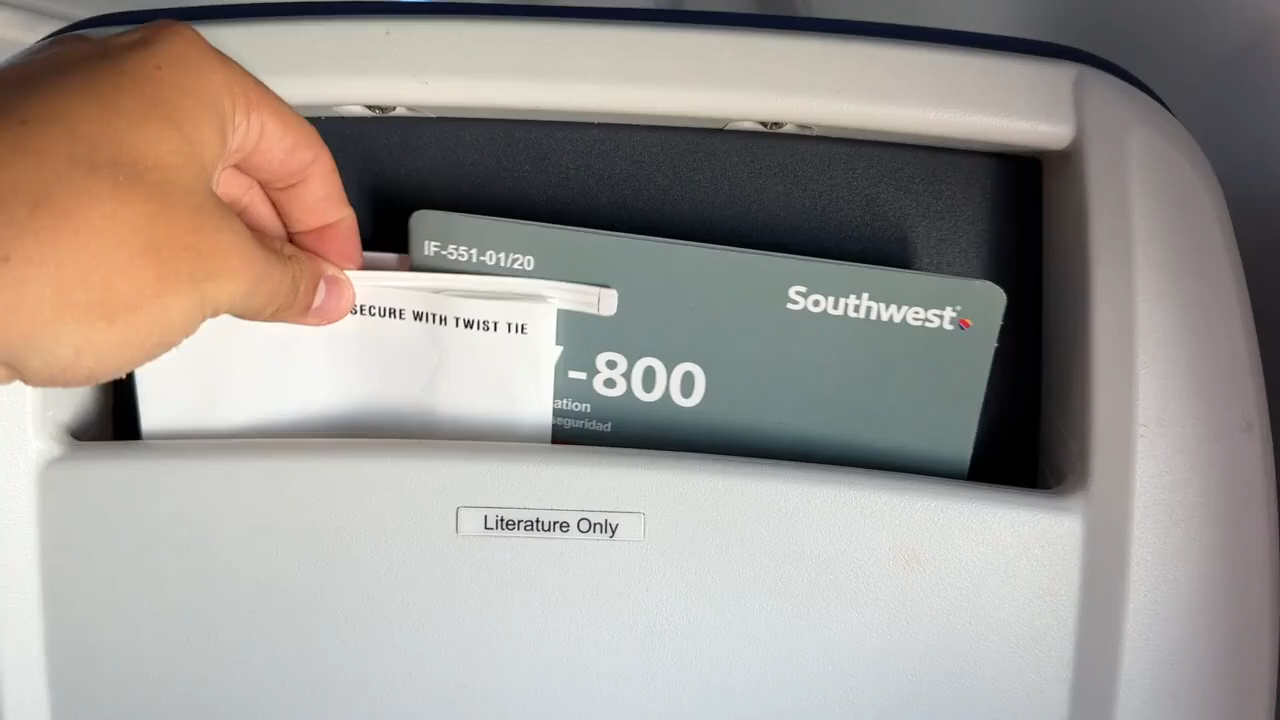 IF-551-01/20
Southwest
SECURE WITH TWIST TIE
-800
ation
seguridad
Literature Only